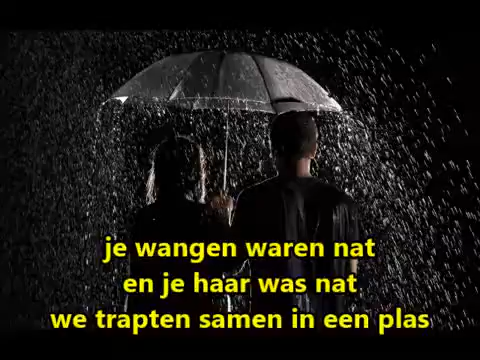 je wangen waren nat
en je haar was nat
we trapten samen in een plas